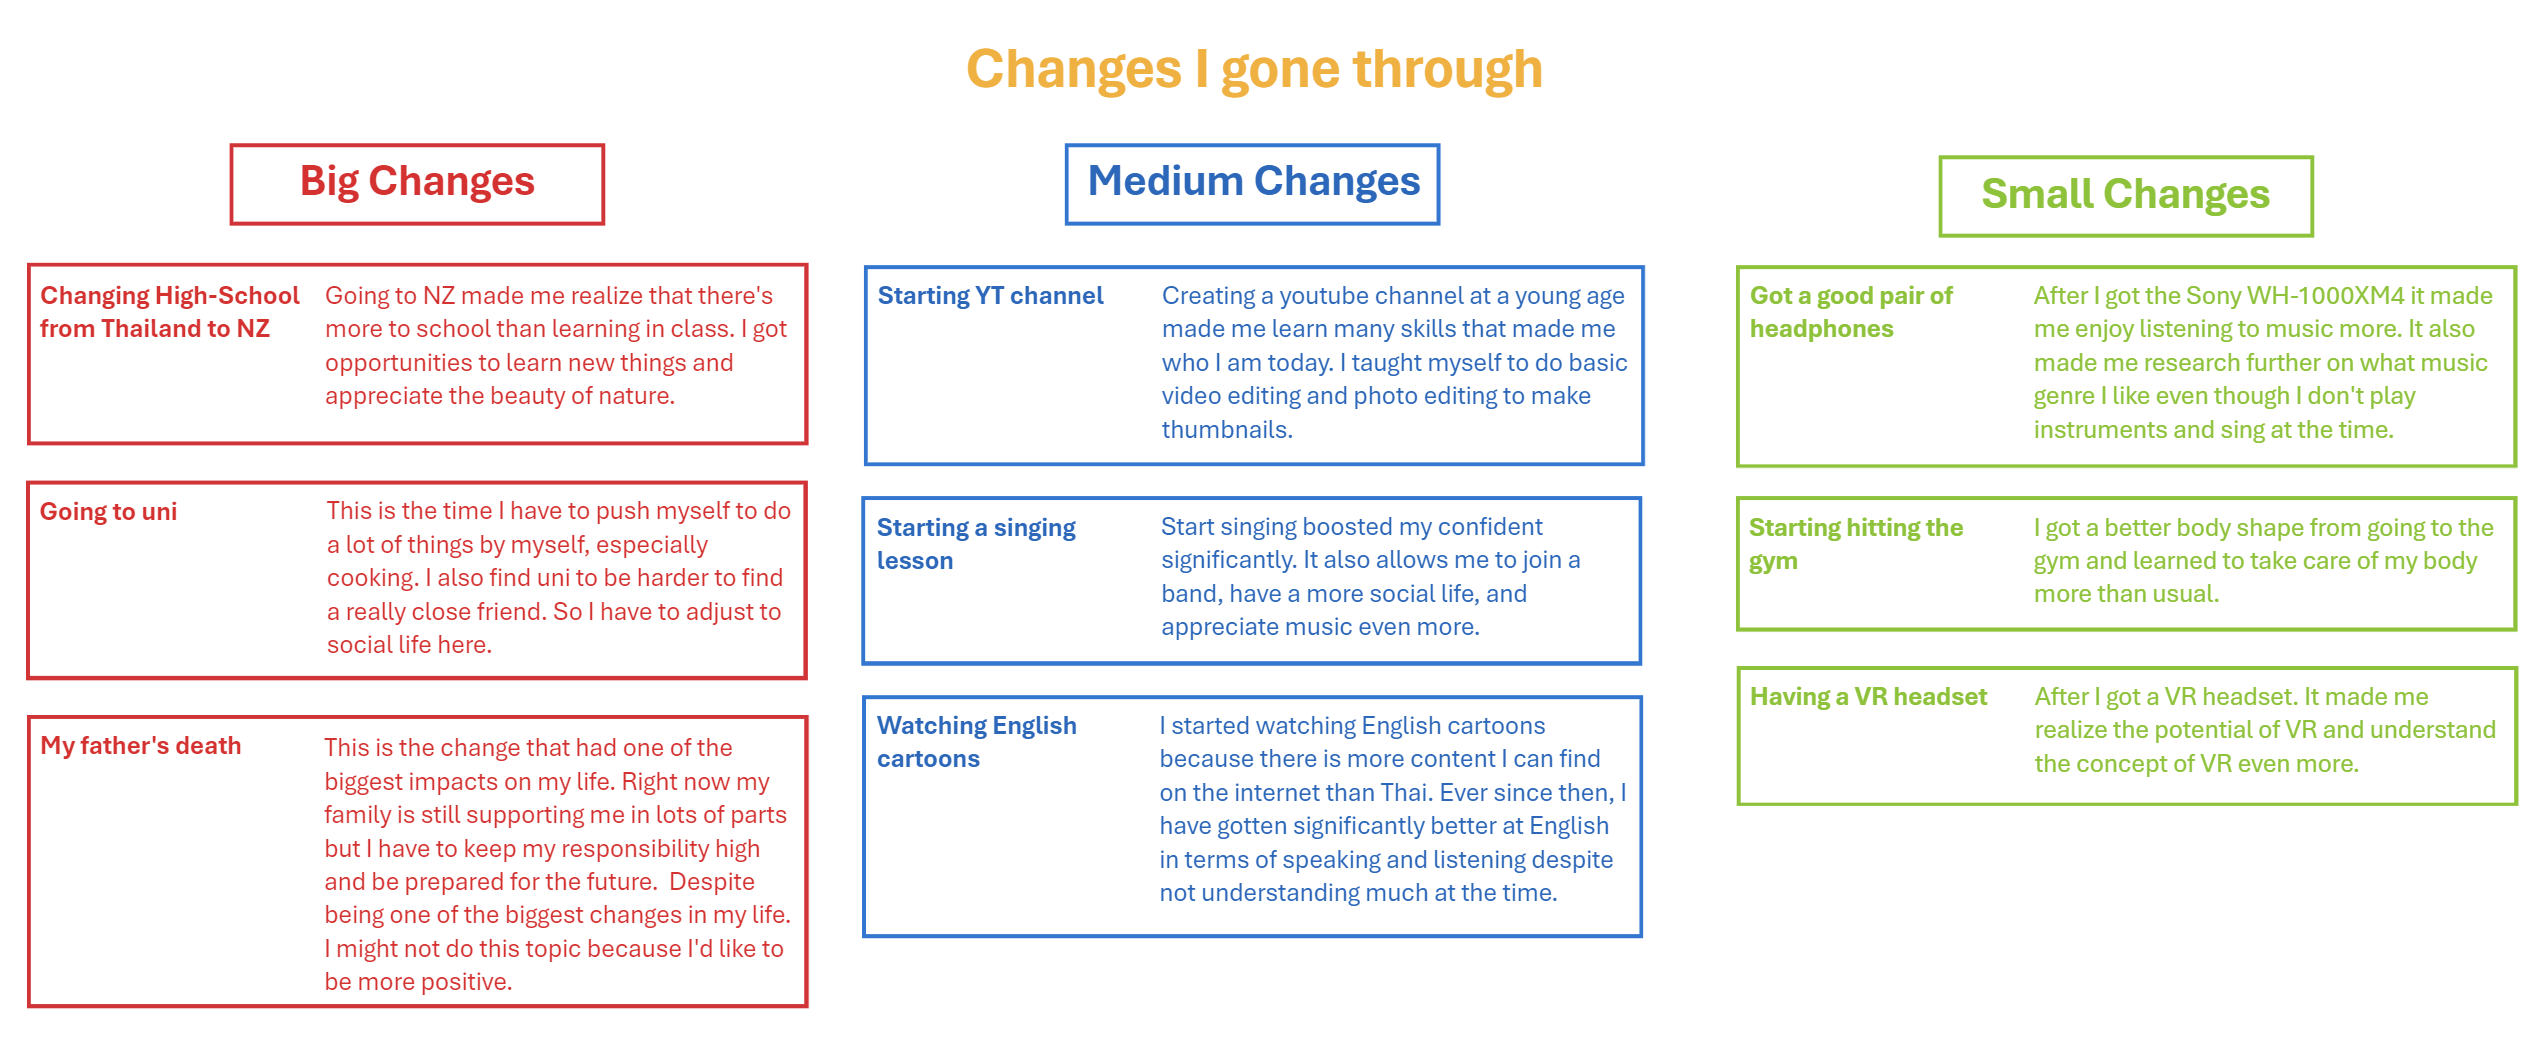 Changes I gone through
Big Changes
Changing High-School
from Thailand to NZ
Going to NZ made me realize that there's
more to school than learning in class. I got
opportunities to learn new things and
appreciate the beauty of nature.
Going to uni
This is the time I have to push myself to do
a lot of things by myself, especially
cooking. I also find uni to be harder to find
a really close friend. So I have to adjust to
social life here.
My father's death
This is the change that had one of the
biggest impacts on my life. Right now my
family is still supporting me in lots of parts
but I have to keep my responsibility high
and be prepared for the future.  Despite
being one of the biggest changes in my life.
I might not do this topic because I'd like to
be more positive.
Medium Changes
Starting YT channel
Creating a youtube channel at a young age
made me learn many skills that made me
who I am today. I taught myself to do basic
video editing and photo editing to make
thumbnails.
Starting a singing
lesson
Start singing boosted my confident
significantly. It also allows me to join a
band, have a more social life, and
appreciate music even more.
Watching English
cartoons
I started watching English cartoons
because there is more content I can find
on the internet than Thai. Ever since then, I
have gotten significantly better at English
in terms of speaking and listening despite
not understanding much at the time.
Small Changes
Got a good pair of
headphones
After I got the Sony WH-1000XM4 it made
me enjoy listening to music more. It also
made me research further on what music
genre I like even though I don't play
instruments and sing at the time.
Starting hitting the
gym
I got a better body shape from going to the
gym and learned to take care of my body
more than usual.
Having a VR headset
After I got a VR headset. It made me
realize the potential of VR and understand
the concept of VR even more.